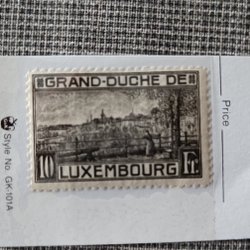 GRAND-DUCHE DE
10 Fr.
LUXEMBOURG
Price
Style No. GK-101A